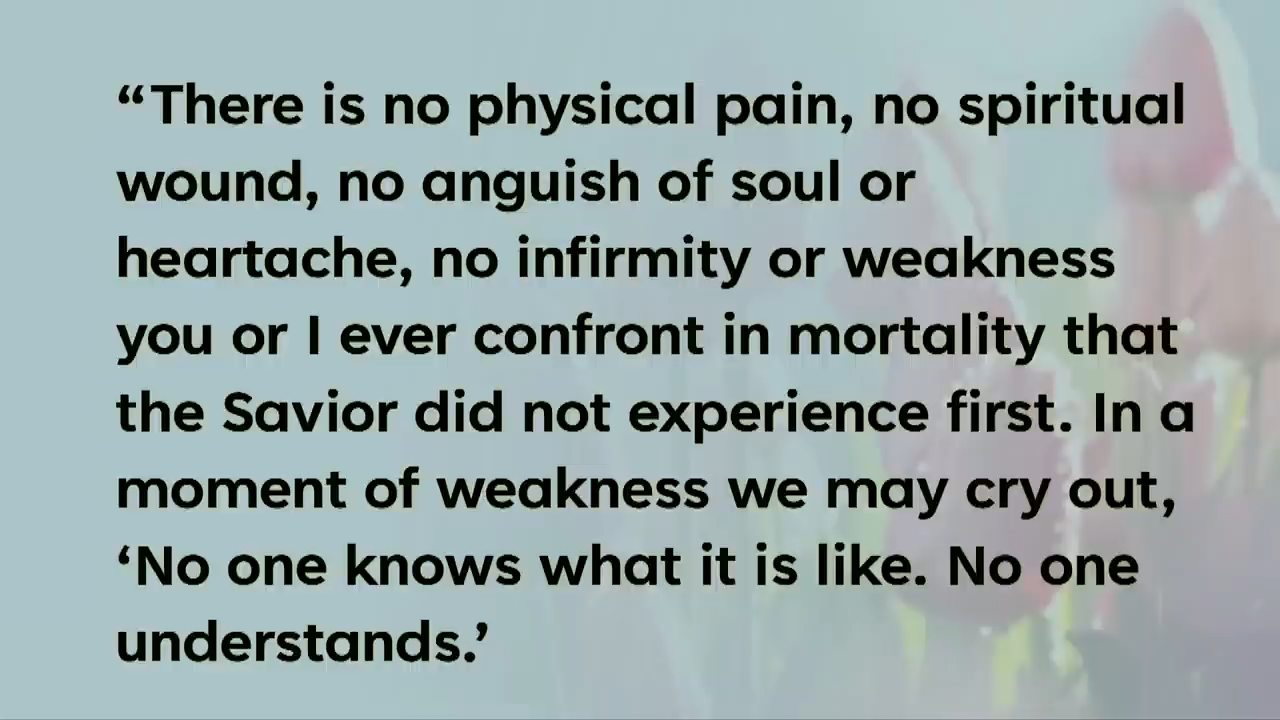 “There is no physical pain, no spiritual
wound, no anguish of soul or
heartache, no infirmity or weakness
you or I ever confront in mortality that
the Savior did not experience first. In a
moment of weakness we may cry out,
‘No one knows what it is like. No one
understands.’